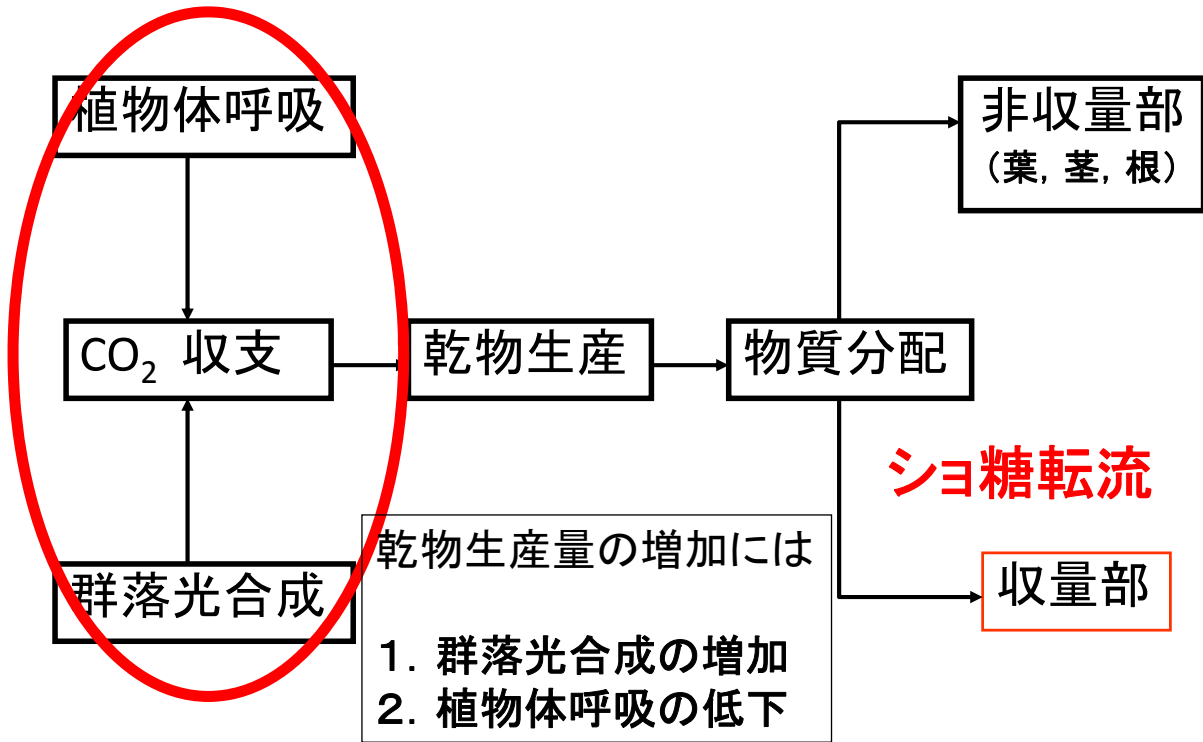 植物体呼吸
非収量部
(葉, 茎, 根)
CO₂ 収支
乾物生産
物質分配
ショ糖転流
群落光合成
乾物生産量の増加には
1. 群落光合成の増加
2. 植物体呼吸の低下
収量部